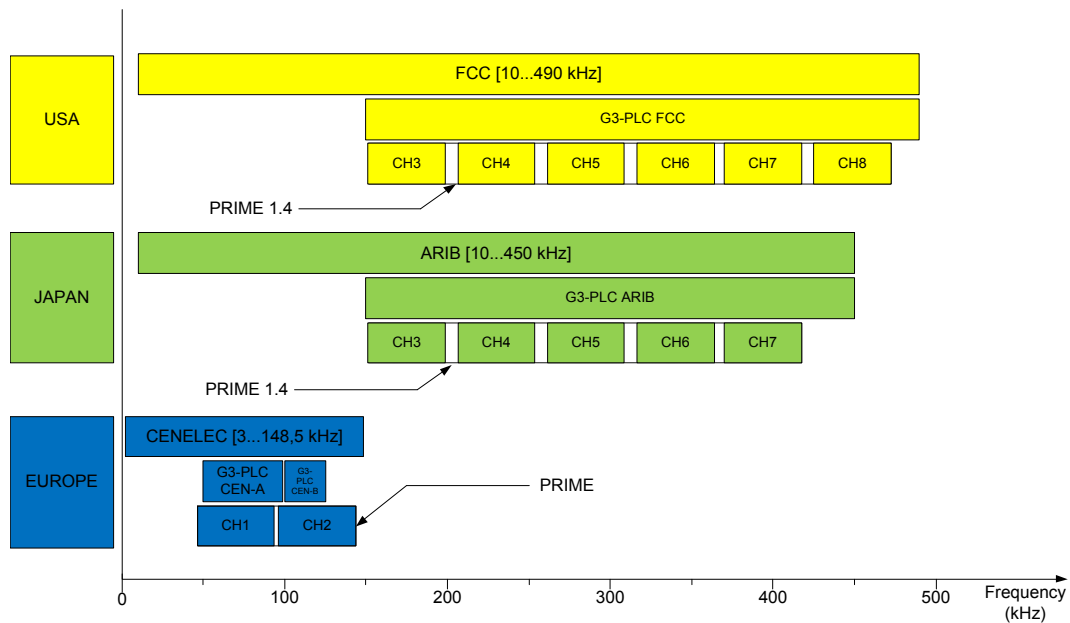 USA
FCC [10...490 kHz]
G3-PLC FCC
CH3 CH4 CH5 CH6 CH7 CH8
PRIME 1.4
JAPAN
ARIB [10...450 kHz]
G3-PLC ARIB
CH3 CH4 CH5 CH6 CH7
PRIME 1.4
EUROPE
CENELEC [3...148,5 kHz]
G3-PLC
CEN-A
G3-
PLC
CEN-B
PRIME
CH1 CH2
0 100 200 300 400 500
Frequency
(kHz)